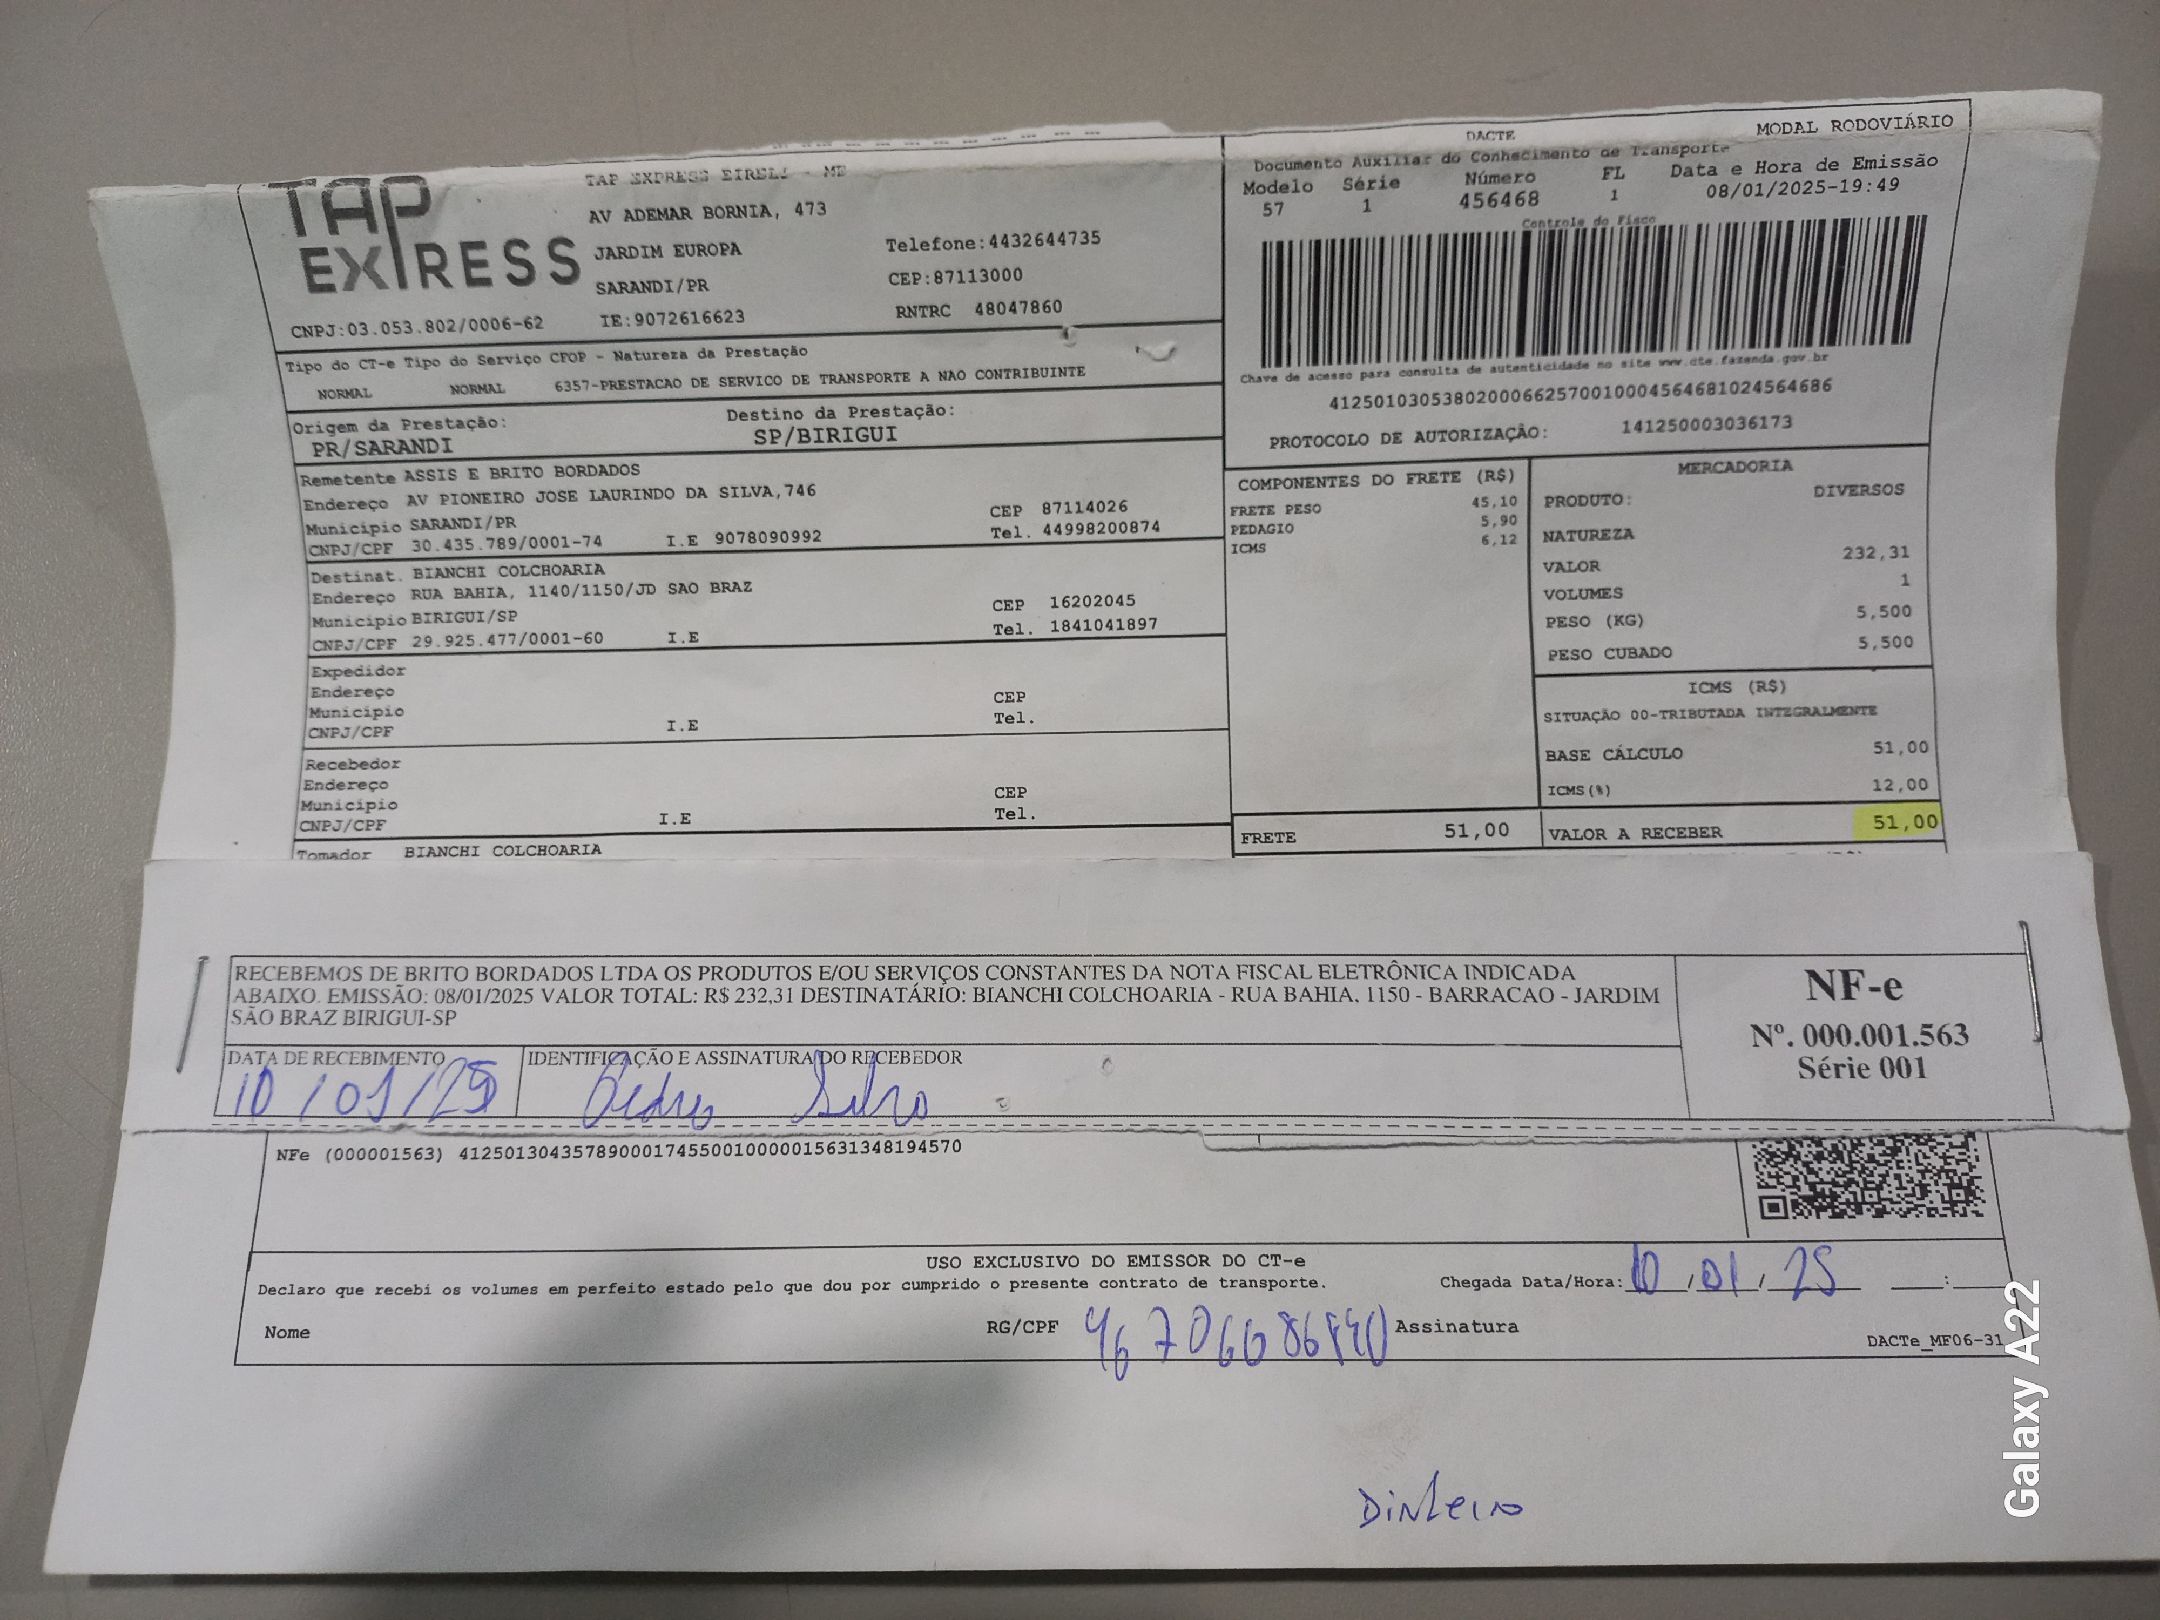 TAP EXPRESS
TAP EXPRESS EIRELI - ME
AV ADEMAR BORNIA, 473
JARDIM EUROPA Telefone:4432644735
SARANDI/PR CEP:87113000
CNPJ:03.053.802/0006-62 IE:9072616623 RNTRC 48047860
DACTE MODAL RODOVIÁRIO
Documento Auxiliar do Conhecimento de Transporte
Modelo Série Número FL Data e Hora de Emissão
57 1 456468 1 08/01/2025-19:49
Controle do Fisco
Chave de acesso para consulta de autenticidade no site www.cte.fazenda.gov.br
41250103053802000662570010004564681024564686
PROTOCOLO DE AUTORIZAÇÃO: 141250003036173
Tipo do CT-e Tipo do Serviço CFOP - Natureza da Prestação
NORMAL NORMAL 6357-PRESTACAO DE SERVICO DE TRANSPORTE A NAO CONTRIBUINTE
Origem da Prestação: Destino da Prestação:
PR/SARANDI SP/BIRIGUI
Remetente ASSIS E BRITO BORDADOS
Endereço AV PIONEIRO JOSE LAURINDO DA SILVA,746 CEP 87114026
Município SARANDI/PR Tel. 44998200874
CNPJ/CPF 30.435.789/0001-74 I.E 9078090992
Destinat. BIANCHI COLCHOARIA
Endereço RUA BAHIA, 1140/1150/JD SAO BRAZ CEP 16202045
Município BIRIGUI/SP Tel. 1841041897
CNPJ/CPF 29.925.477/0001-60 I.E
Expedidor
Endereço CEP
Município Tel.
CNPJ/CPF I.E
Recebedor
Endereço CEP
Município Tel.
CNPJ/CPF I.E
Tomador BIANCHI COLCHOARIA
COMPONENTES DO FRETE (R$)
FRETE PESO 45,10
PEDAGIO 5,90
ICMS 6,12
FRETE 51,00
MERCADORIA
PRODUTO: DIVERSOS
NATUREZA
VALOR 232,31
VOLUMES 1
PESO (KG) 5,500
PESO CUBADO 5,500
ICMS (R$)
SITUAÇÃO 00-TRIBUTADA INTEGRALMENTE
BASE CÁLCULO 51,00
ICMS(%) 12,00
VALOR A RECEBER 51,00
RECEBEMOS DE BRITO BORDADOS LTDA OS PRODUTOS E/OU SERVIÇOS CONSTANTES DA NOTA FISCAL ELETRÔNICA INDICADA
ABAIXO. EMISSÃO: 08/01/2025 VALOR TOTAL: R$ 232,31 DESTINATÁRIO: BIANCHI COLCHOARIA - RUA BAHIA, 1150 - BARRACAO - JARDIM
SÃO BRAZ BIRIGUI-SP
DATA DE RECEBIMENTO IDENTIFICAÇÃO E ASSINATURA DO RECEBEDOR
10/01/25 Pedro
NF-e
Nº. 000.001.563
Série 001
NFe (000001563) 41250130435789000174550010000015631348194570
USO EXCLUSIVO DO EMISSOR DO CT-e
Declaro que recebi os volumes em perfeito estado pelo que dou por cumprido o presente contrato de transporte. Chegada Data/Hora: 10/01/25 :
Nome RG/CPF Assinatura
DACTe_MF06-31
Dinheiro
Galaxy A22